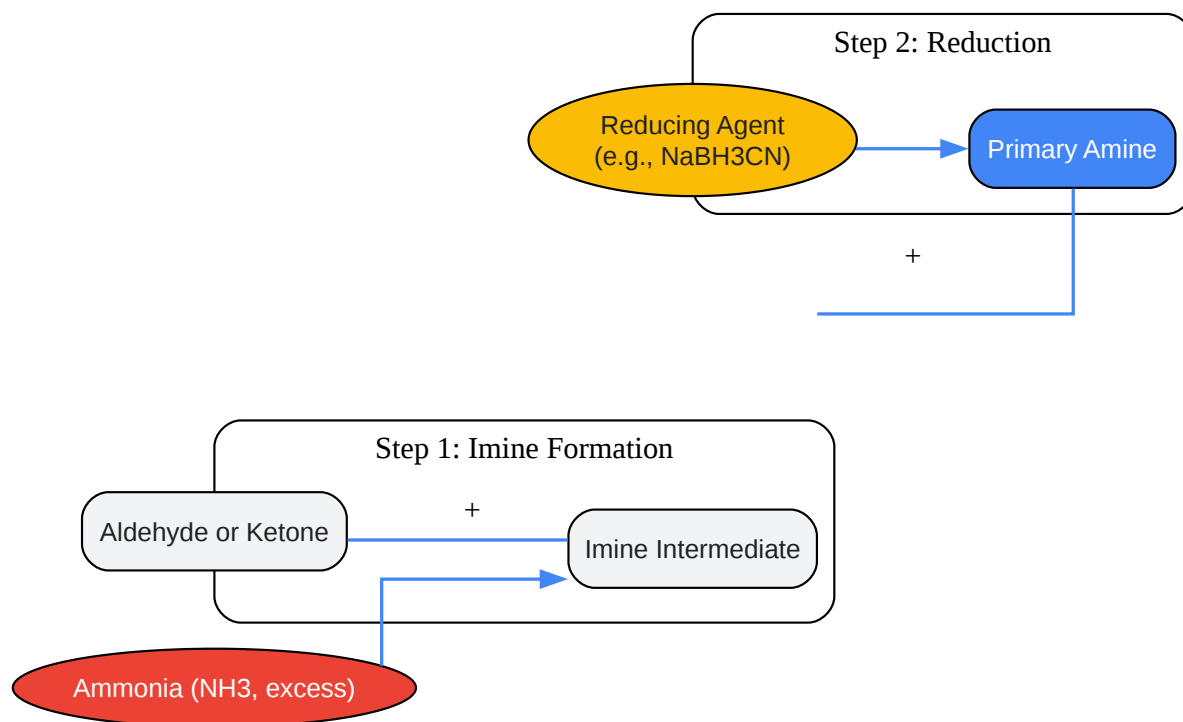 Step 2: Reduction
Reducing Agent
(e.g., NaBH3CN)
Primary Amine
+
Step 1: Imine Formation
+
Aldehyde or Ketone
Imine Intermediate
Ammonia (NH3, excess)